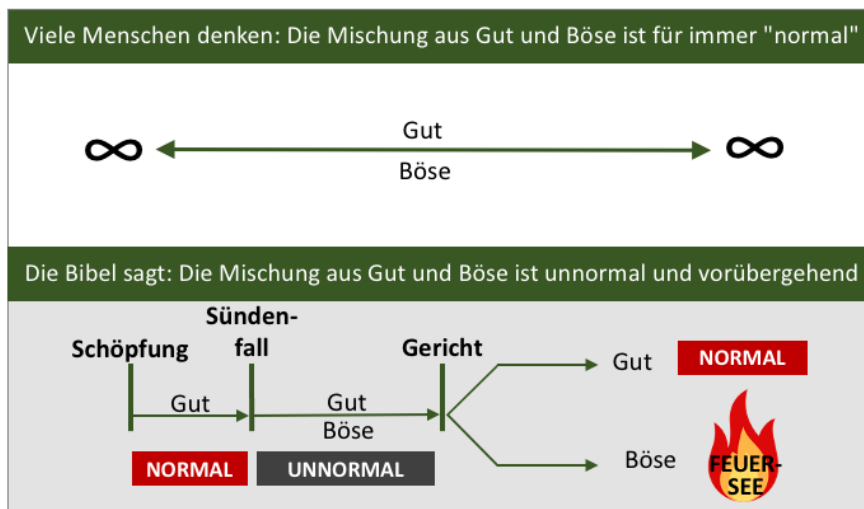 Viele Menschen denken: Die Mischung aus Gut und Böse ist für immer "normal"
∞ Gut ∞
Böse
Die Bibel sagt: Die Mischung aus Gut und Böse ist unnormal und vorübergehend
Sünden-
Schöpfung fall Gericht
Gut NORMAL
Gut Gut
Böse
Böse FEUER-
SEE
NORMAL UNNORMAL